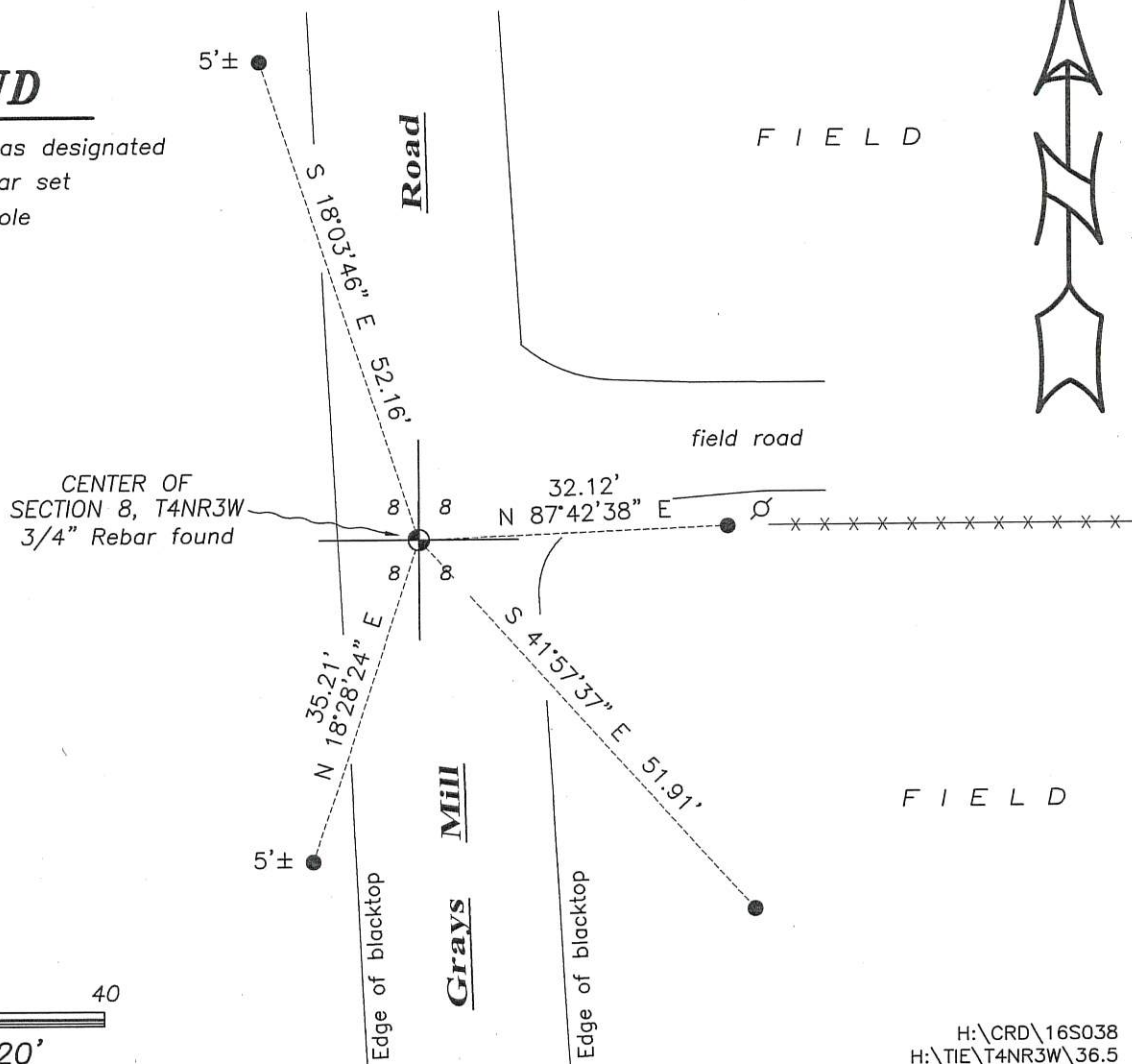 5'±
as designated
set
Road
FIELD
S 18°03'46" E 52.16'
field road
CENTER OF
SECTION 8, T4NR3W
3/4" Rebar found
8 8
8 8
32.12'
N 87°42'38" E
x x x x x x x x x x x x
35.21'
N 18°28'24" E
S 41°57'37" E 51.91'
FIELD
5'±
Grays Mill
Edge of blacktop
Edge of blacktop
40
20'
H:\CRD\16S038
H:\TIE\T4NR3W\36.5